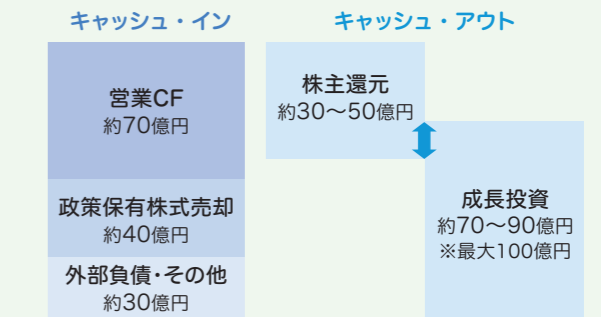 キャッシュ・イン
キャッシュ・アウト
営業CF
約70億円
政策保有株式売却
約40億円
外部負債・その他
約30億円
株主還元
約30〜50億円
成長投資
約70〜90億円
※最大100億円